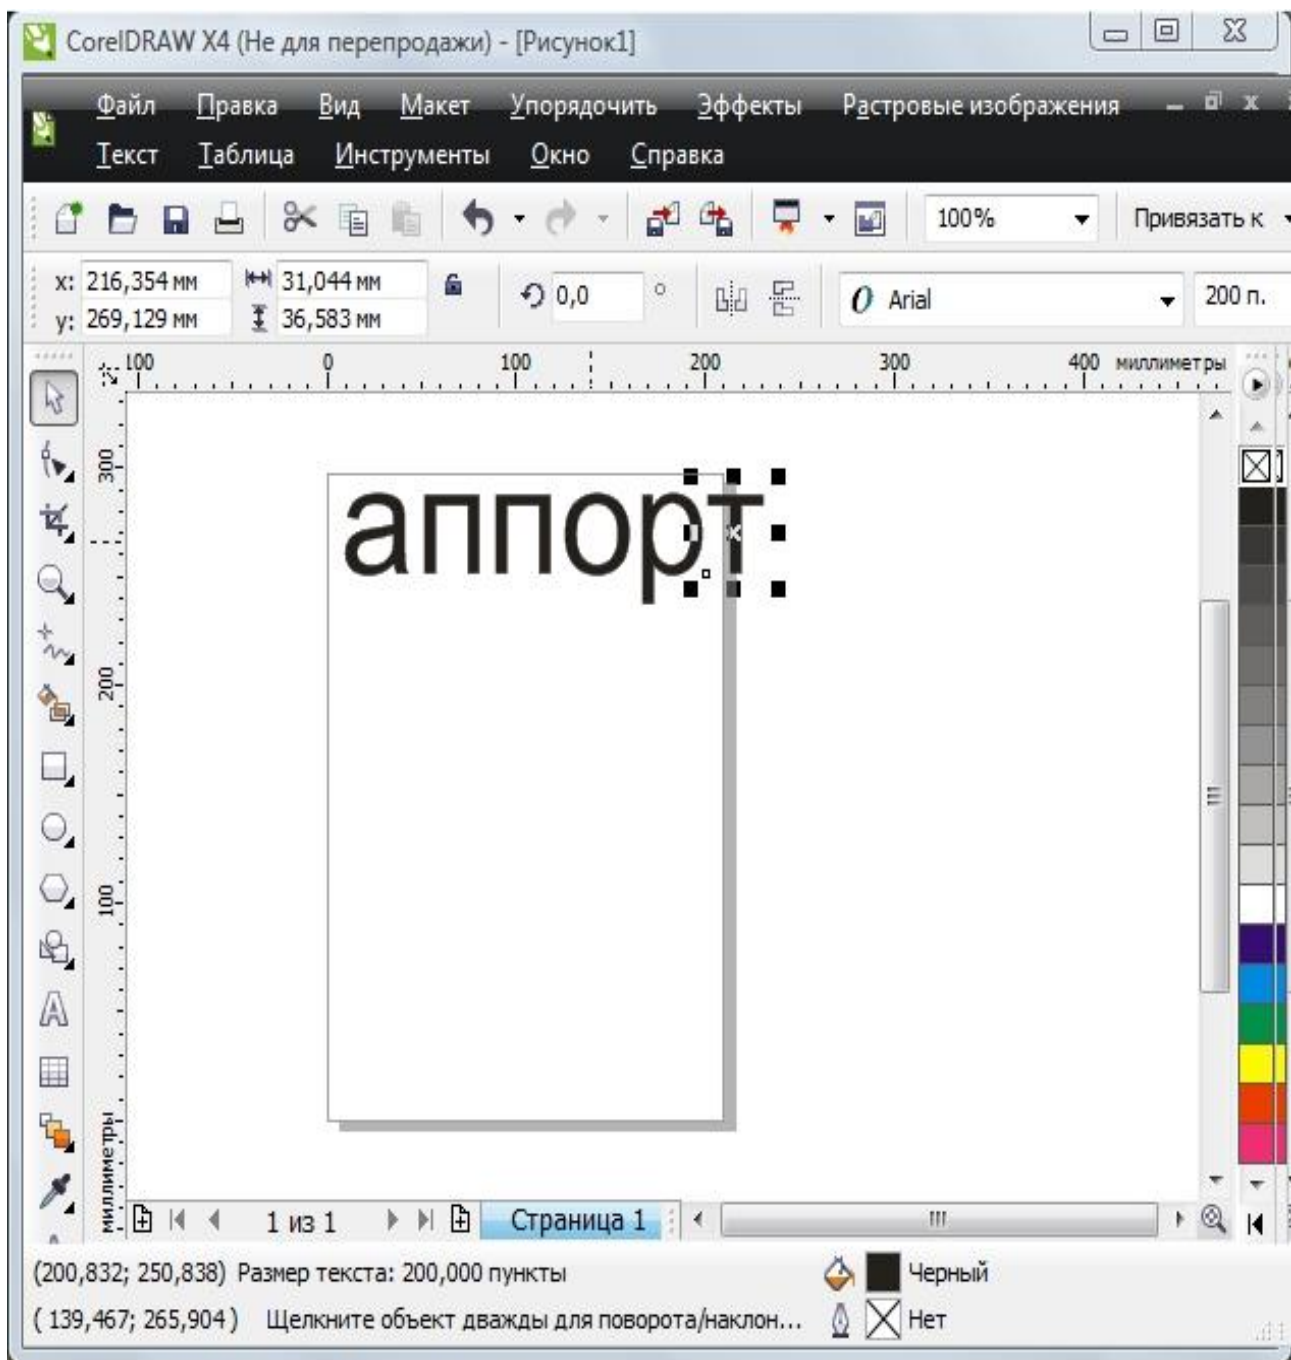 CorelDRAW X4 (Не для перепродажи) - [Рисунок1]
Файл Правка Вид Макет Упорядочить Эффекты Растровые изображения
Текст Таблица Инструменты Окно Справка
100% Привязать к
x: 216,354 мм 31,044 мм 0,0 ° Arial 200 п.
y: 269,129 мм 36,583 мм
100 0 100 200 300 400 миллиметры
300
аппорт
200
100
миллиметры
1 из 1 Страница 1
(200,832; 250,838) Размер текста: 200,000 пункты Черный
( 139,467; 265,904 ) Щелкните объект дважды для поворота/наклон... Нет